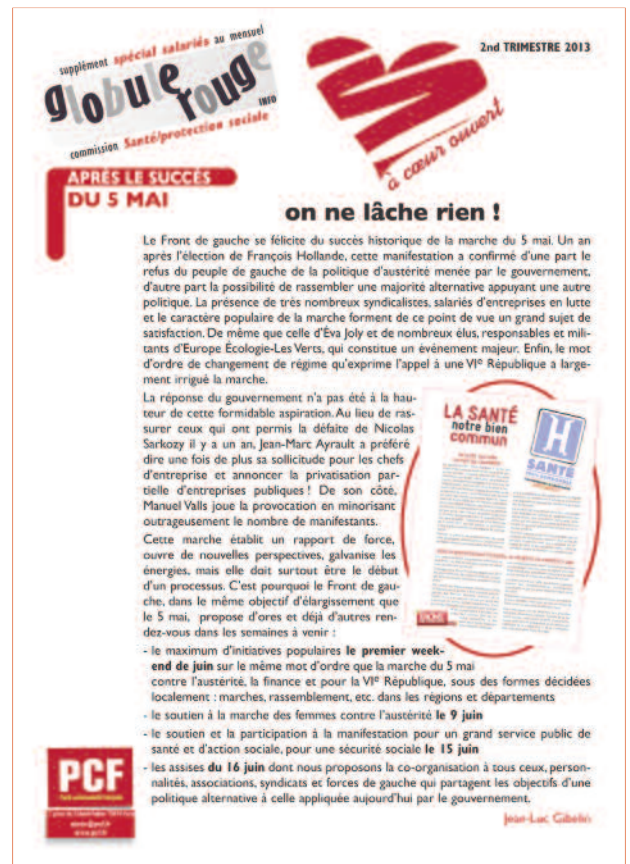 supplément spécial salariés au mensuel
globule rouge
INFO
commission Santé/protection sociale
2nd TRIMESTRE 2013
à cœur ouvert
APRÈS LE SUCCÈS
DU 5 MAI
on ne lâche rien !
Le Front de gauche se félicite du succès historique de la marche du 5 mai. Un an
après l'élection de François Hollande, cette manifestation a confirmé d'une part le
refus du peuple de gauche de la politique d'austérité menée par le gouvernement,
d'autre part la possibilité de rassembler une majorité alternative appuyant une autre
politique. La présence de très nombreux syndicalistes, salariés d'entreprises en lutte
et le caractère populaire de la marche forment de ce point de vue un grand sujet de
satisfaction. De même que celle d'Éva Joly et de nombreux élus, responsables et mili-
tants d'Europe Écologie-Les Verts, qui constitue un événement majeur. Enfin, le mot
d'ordre de changement de régime qu'exprime l'appel à une VIe République a large-
ment irrigué la marche.
La réponse du gouvernement n'a pas été à la hau-
teur de cette formidable aspiration. Au lieu de ras-
surer ceux qui ont permis la défaite de Nicolas
Sarkozy il y a un an, Jean-Marc Ayrault a préféré
dire une fois de plus sa sollicitude pour les chefs
d'entreprise et annoncer la privatisation par-
tielle d'entreprises publiques ! De son côté,
Manuel Valls joue la provocation en minorisant
outrageusement le nombre de manifestants.
Cette marche établit un rapport de force,
ouvre de nouvelles perspectives, galvanise les
énergies, mais elle doit surtout être le début
d'un processus. C'est pourquoi le Front de gau-
che, dans le même objectif d'élargissement que
le 5 mai, propose d'ores et déjà d'autres ren-
dez-vous dans les semaines à venir :
- le maximum d'initiatives populaires le premier week-
end de juin sur le même mot d'ordre que la marche du 5 mai
contre l'austérité, la finance et pour la VIe République, sous des formes décidées
localement : marches, rassemblement, etc. dans les régions et départements
- le soutien à la marche des femmes contre l'austérité le 9 juin
- le soutien et la participation à la manifestation pour un grand service public de
santé et d'action sociale, pour une sécurité sociale le 15 juin
- les assises du 16 juin dont nous proposons la co-organisation à tous ceux, person-
nalités, associations, syndicats et forces de gauche qui partagent les objectifs d'une
politique alternative à celle appliquée aujourd'hui par le gouvernement.
Jean-Luc Gibelin
LA SANTÉ
notre bien
commun
H
SANTÉ
PCF